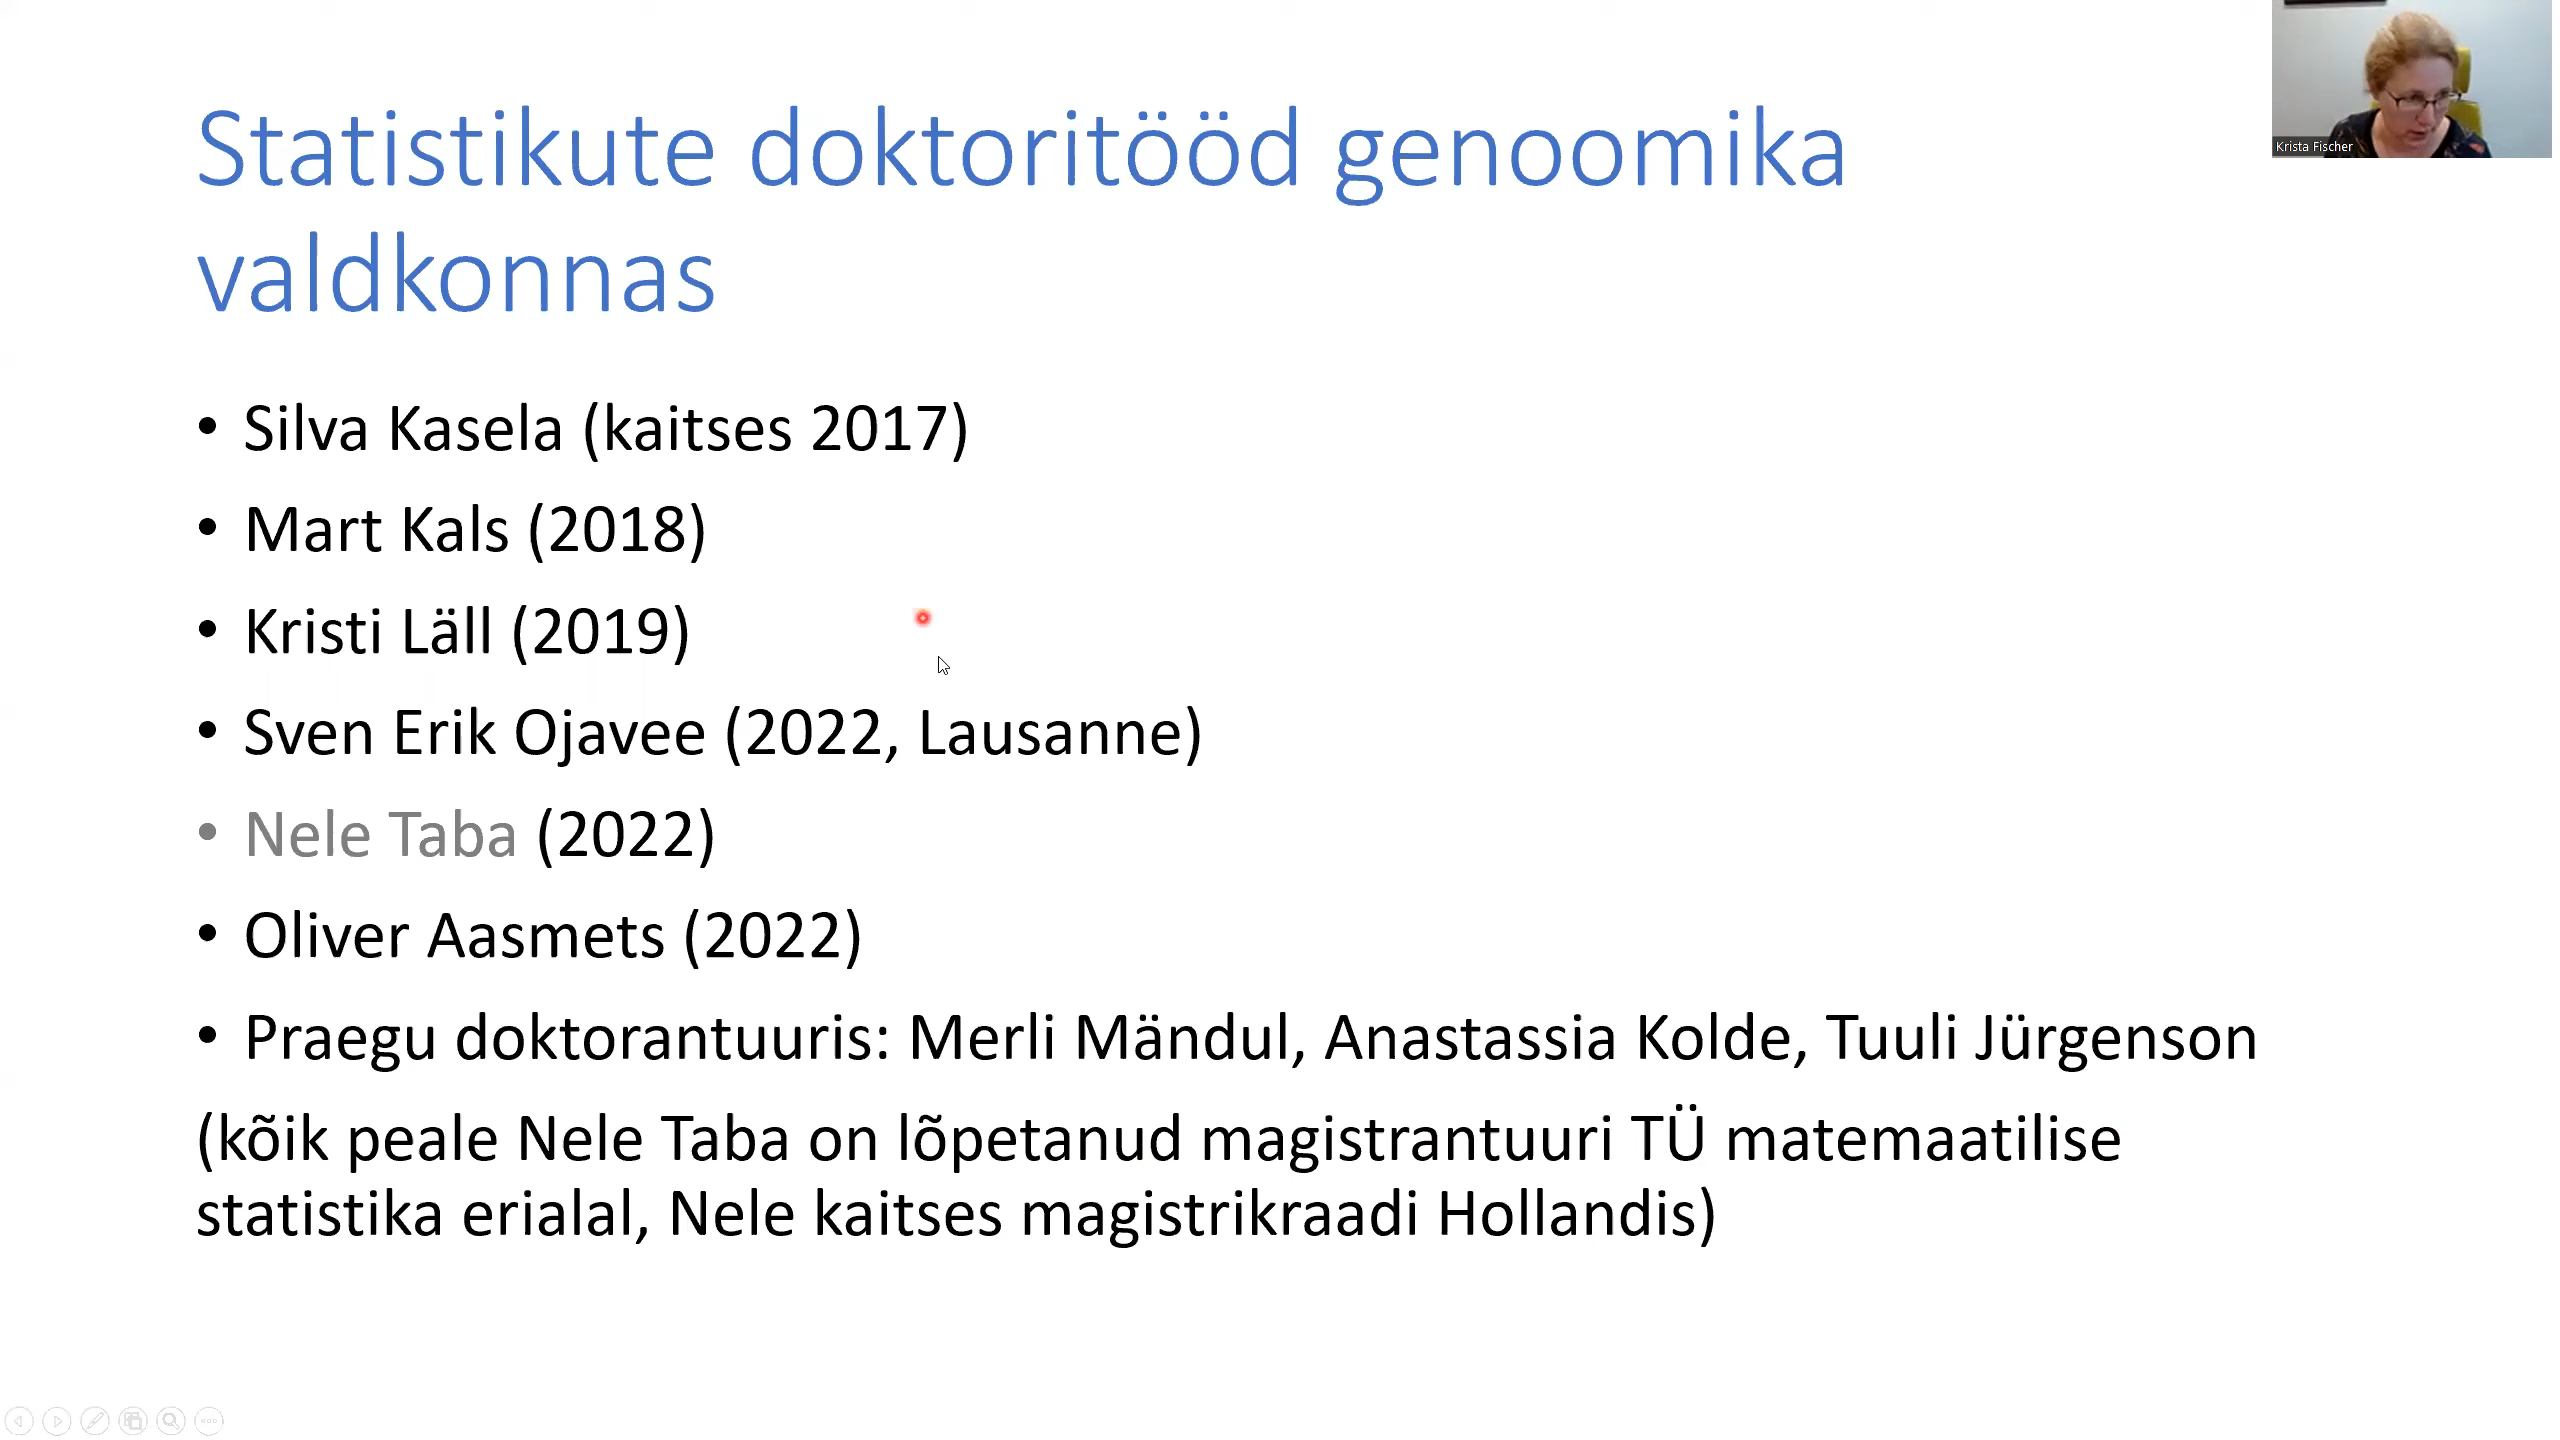 Statistikute doktoritööd genoomika
valdkonnas
Krista Fischer
• Silva Kasela (kaitses 2017)
• Mart Kals (2018)
• Kristi Läll (2019)
• Sven Erik Ojavee (2022, Lausanne)
• Nele Taba (2022)
• Oliver Aasmets (2022)
• Praegu doktorantuuris: Merli Mändul, Anastassia Kolde, Tuuli Jürgenson
(kõik peale Nele Taba on lõpetanud magistrantuuri TÜ matemaatilise
statistika erialal, Nele kaitses magistrikraadi Hollandis)